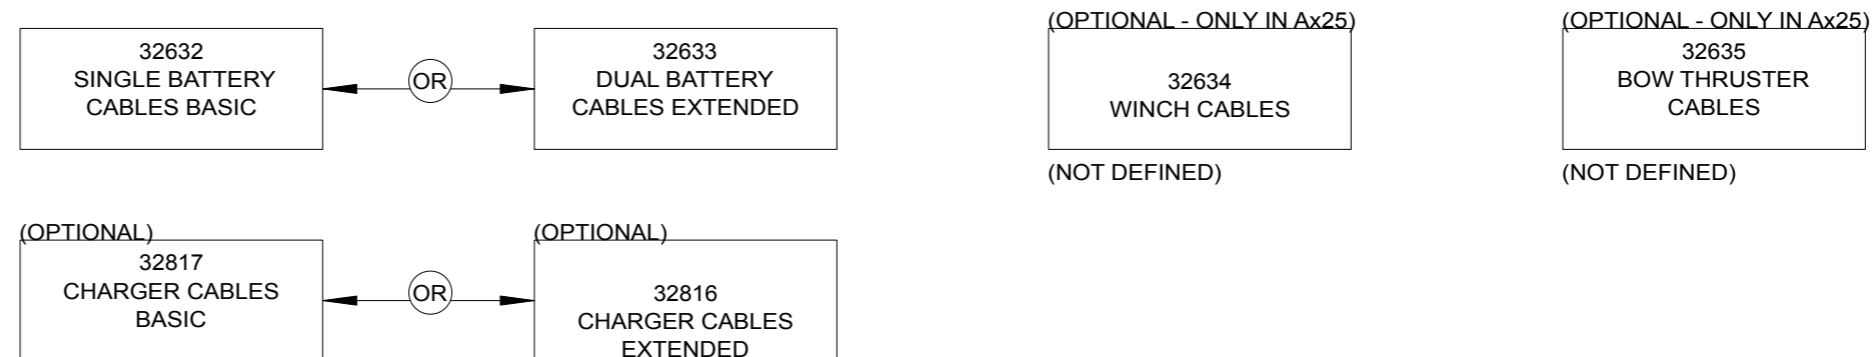 32632
SINGLE BATTERY
CABLES BASIC
OR
32633
DUAL BATTERY
CABLES EXTENDED
(OPTIONAL - ONLY IN Ax25)
32634
WINCH CABLES
(NOT DEFINED)
(OPTIONAL - ONLY IN Ax25)
32635
BOW THRUSTER
CABLES
(NOT DEFINED)
(OPTIONAL)
32817
CHARGER CABLES
BASIC
OR
(OPTIONAL)
32816
CHARGER CABLES
EXTENDED